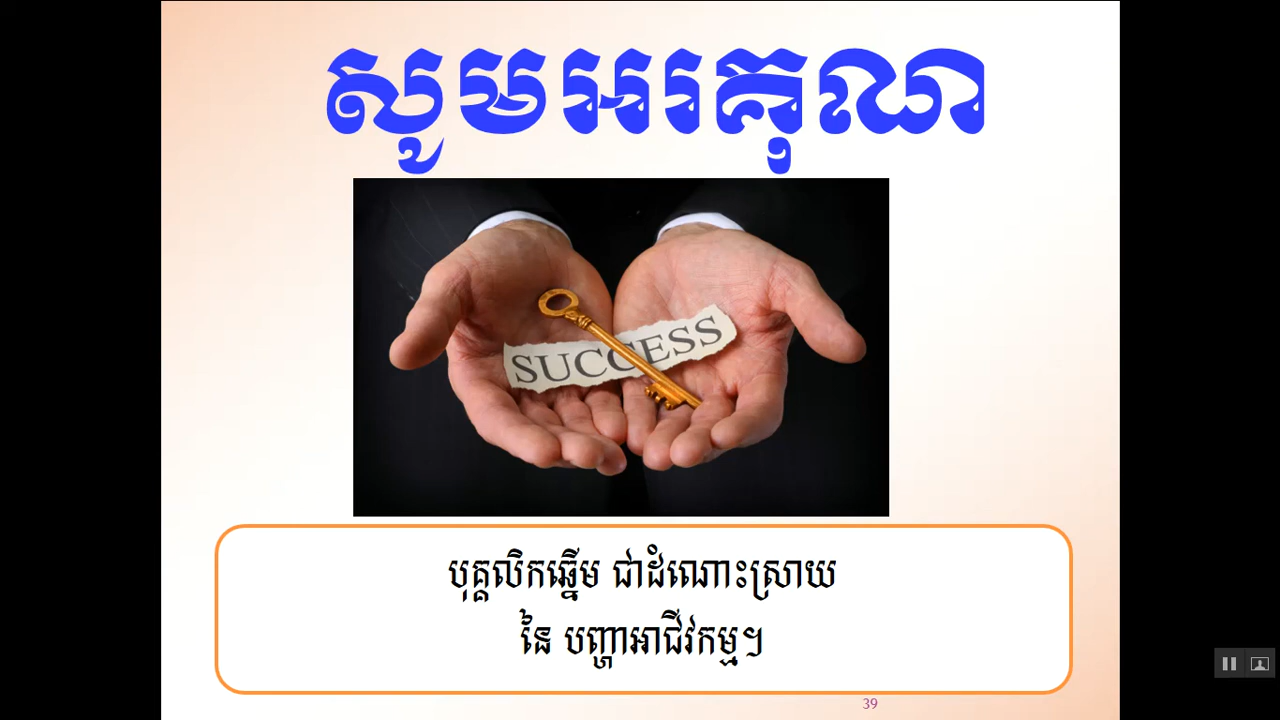 សូមអរគុណ
SUCCESS
បុគ្គលិកឆ្នើម ជាដំណោះស្រាយ
នៃ បញ្ហាអាជីវកម្ម។
39